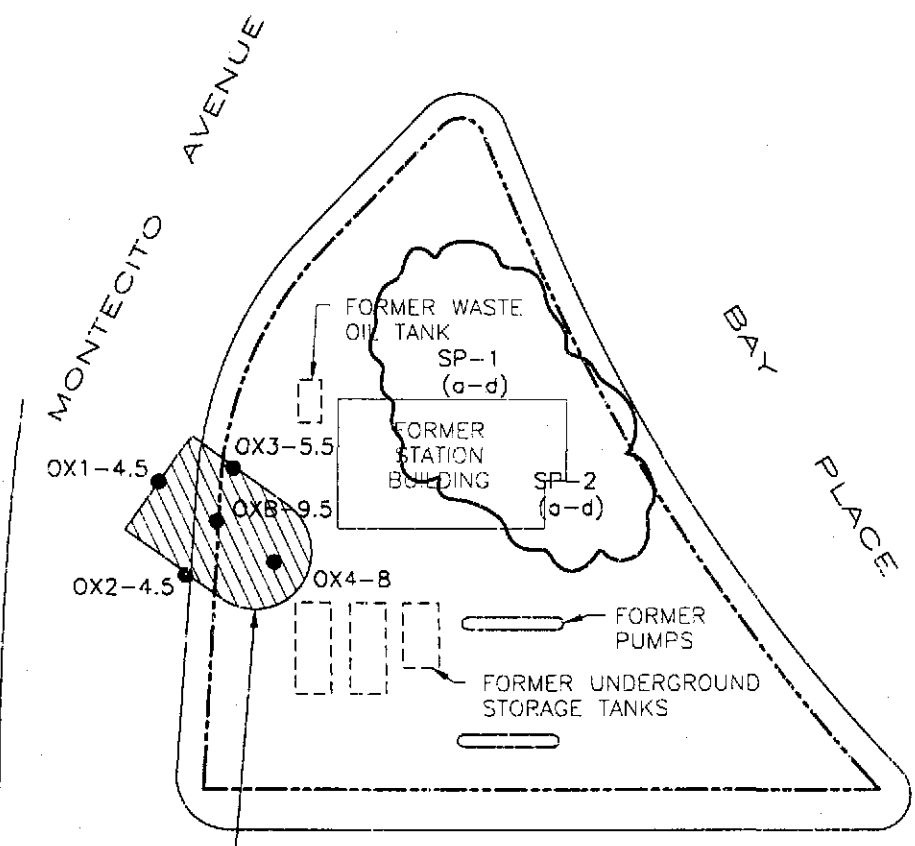 MONTECITO AVENUE
BAY PLACE
FORMER WASTE
OIL TANK
SP-1
(a-d)
FORMER
STATION
BUILDING
SP-2
(a-d)
OX3-5.5
OX1-4.5
OXB-9.5
OX2-4.5
OX4-8
FORMER
PUMPS
FORMER UNDERGROUND
STORAGE TANKS